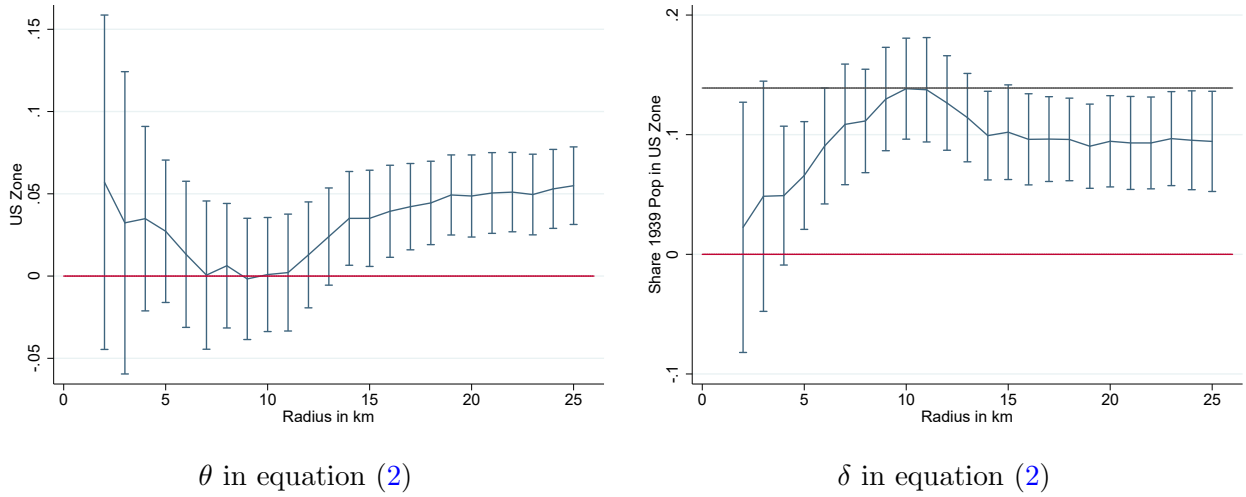 .15
.1
.05
0
-.05
US Zone
0 5 10 15 20 25
Radius in km
θ in equation (2)
.2
.1
0
-.1
Share 1939 Pop in US Zone
0 5 10 15 20 25
Radius in km
δ in equation (2)